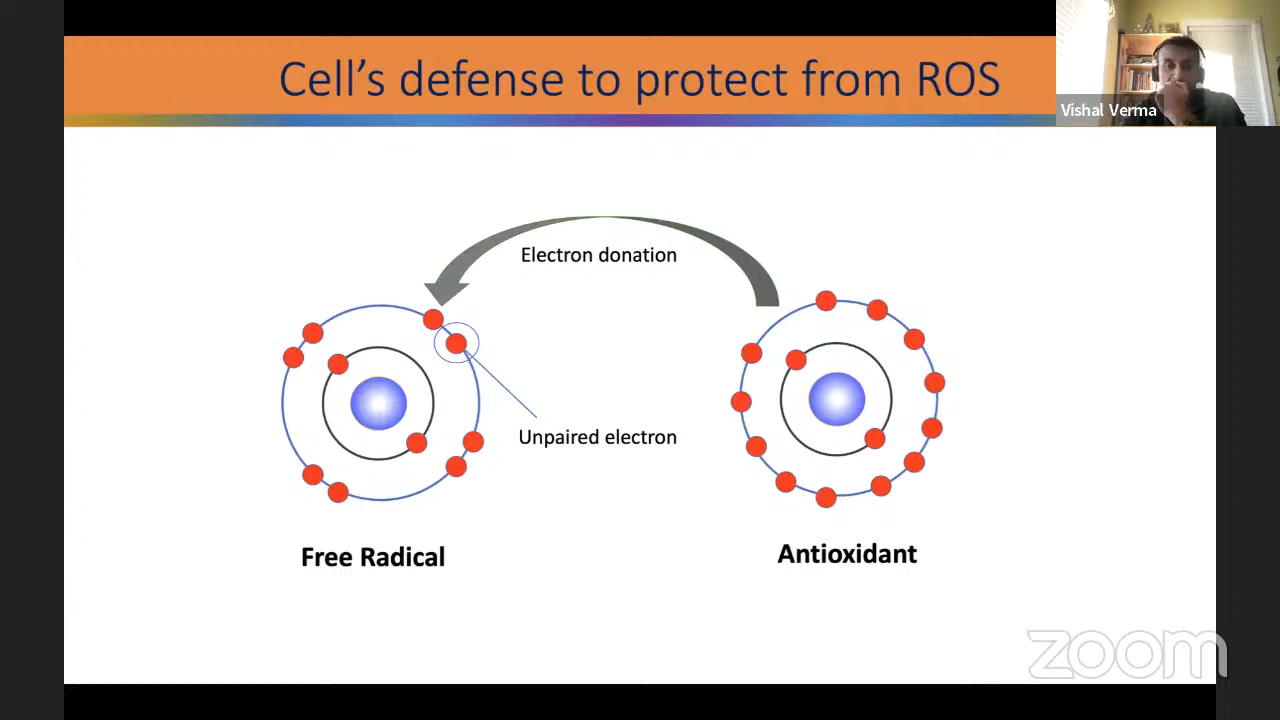 Cell's defense to protect from ROS
Vishal Verma
Electron donation
Unpaired electron
Free Radical
Antioxidant
zoom